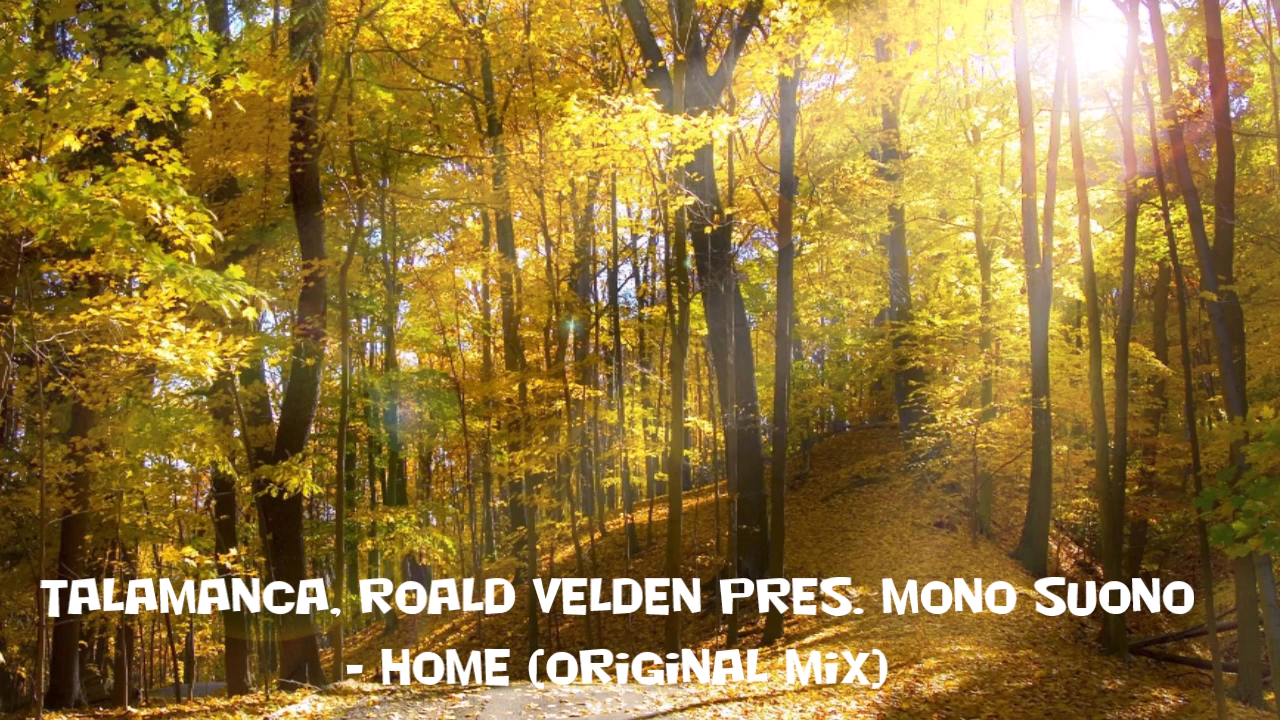 TALAMANCA, ROALD VELDEN PRES. MONO SUONO
- HOME (ORiGiNAL MiX)